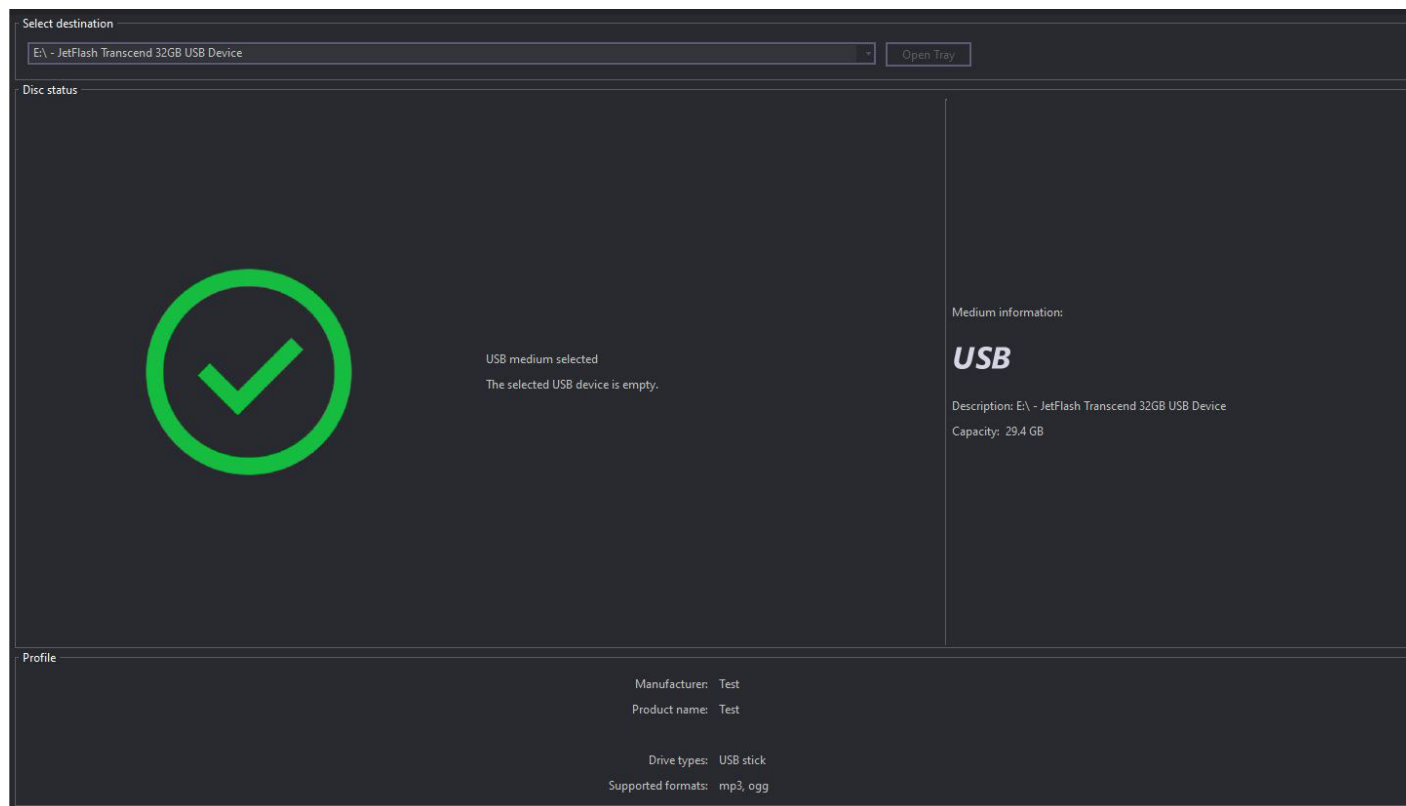 Select destination
E:\ - JetFlash Transcend 32GB USB Device
Open Tray
Disc status
USB medium selected
The selected USB device is empty.
Medium information:
USB
Description: E:\ - JetFlash Transcend 32GB USB Device
Capacity: 29.4 GB
Profile
Manufacturer: Test
Product name: Test
Drive types: USB stick
Supported formats: mp3, ogg